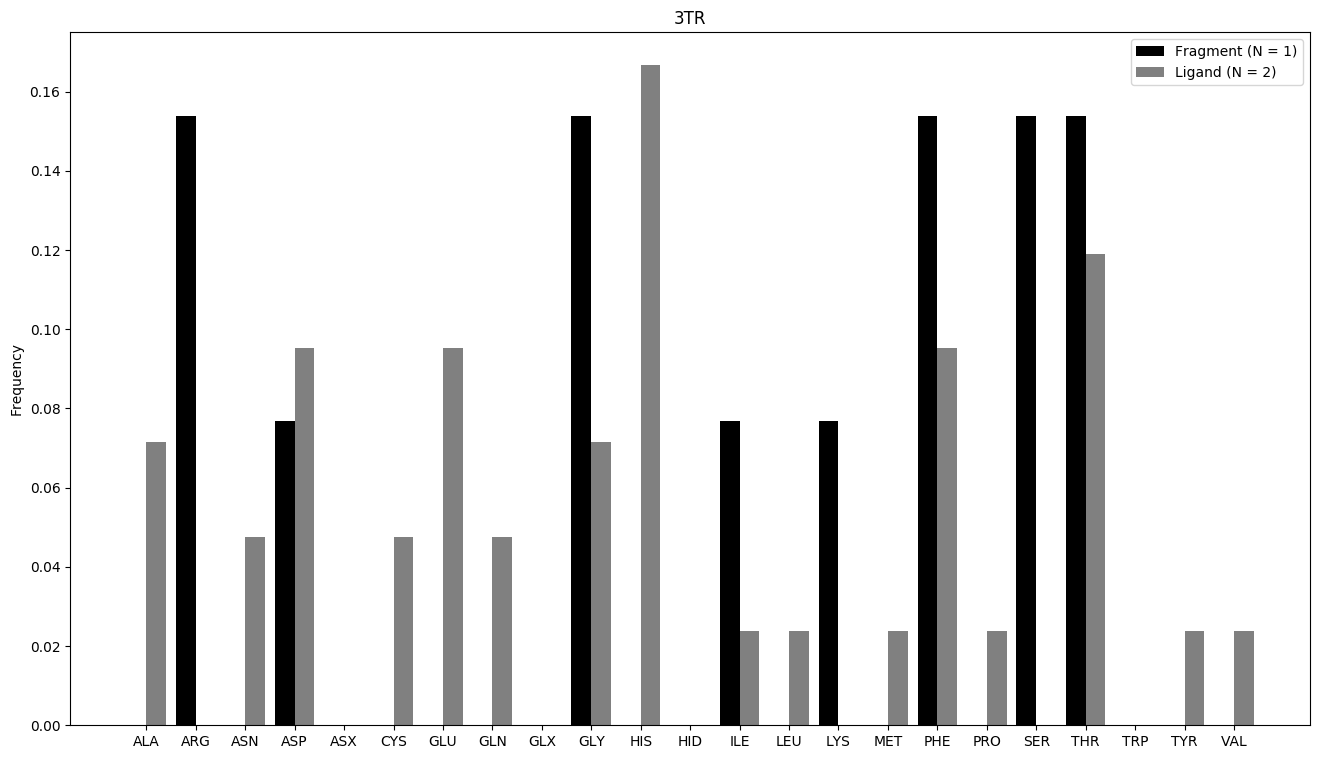 3TR
Fragment (N = 1)
Ligand (N = 2)
Frequency
0.16
0.14
0.12
0.10
0.08
0.06
0.04
0.02
0.00
ALA ARG ASN ASP ASX CYS GLU GLN GLX GLY HIS HID ILE LEU LYS MET PHE PRO SER THR TRP TYR VAL